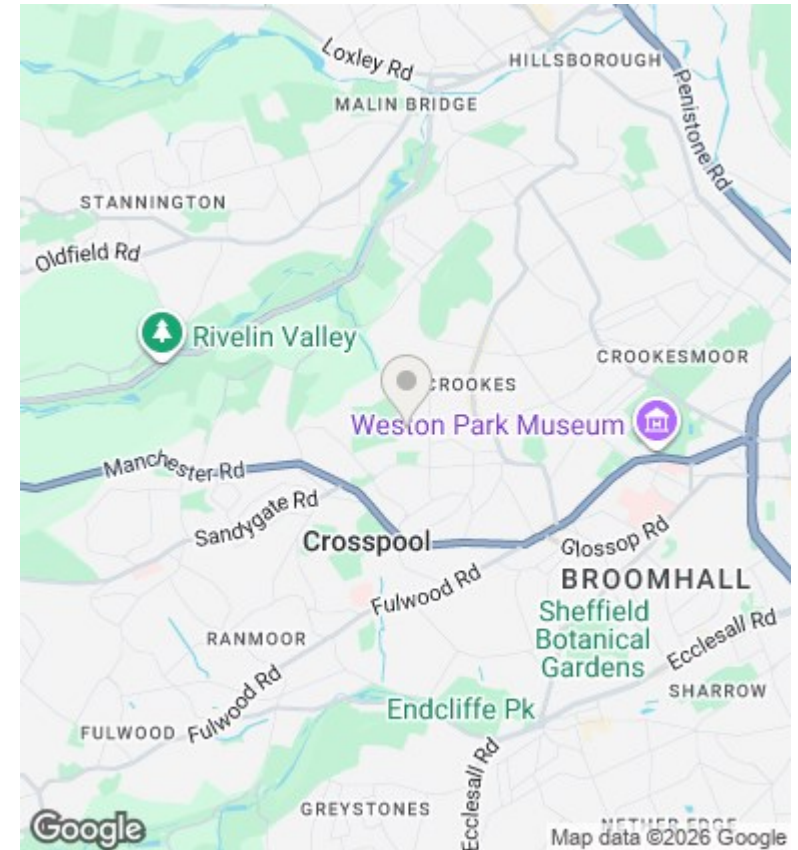 Loxley Rd
HILLSBOROUGH
MALIN BRIDGE
Penistone Rd
STANNINGTON
Oldfield Rd
Rivelin Valley
CROOKESMOOR
CROOKES
Weston Park Museum
Manchester Rd
Sandygate Rd
Crosspool
Glossop Rd
Fulwood Rd
BROOMHALL
Sheffield
Botanical
Gardens
Ecclesall Rd
RANMOOR
SHARROW
Fulwood Rd
Endcliffe Pk
FULWOOD
Ecclesall Rd
GREYSTONES
NETHER EDGE
Google
Map data ©2026 Google